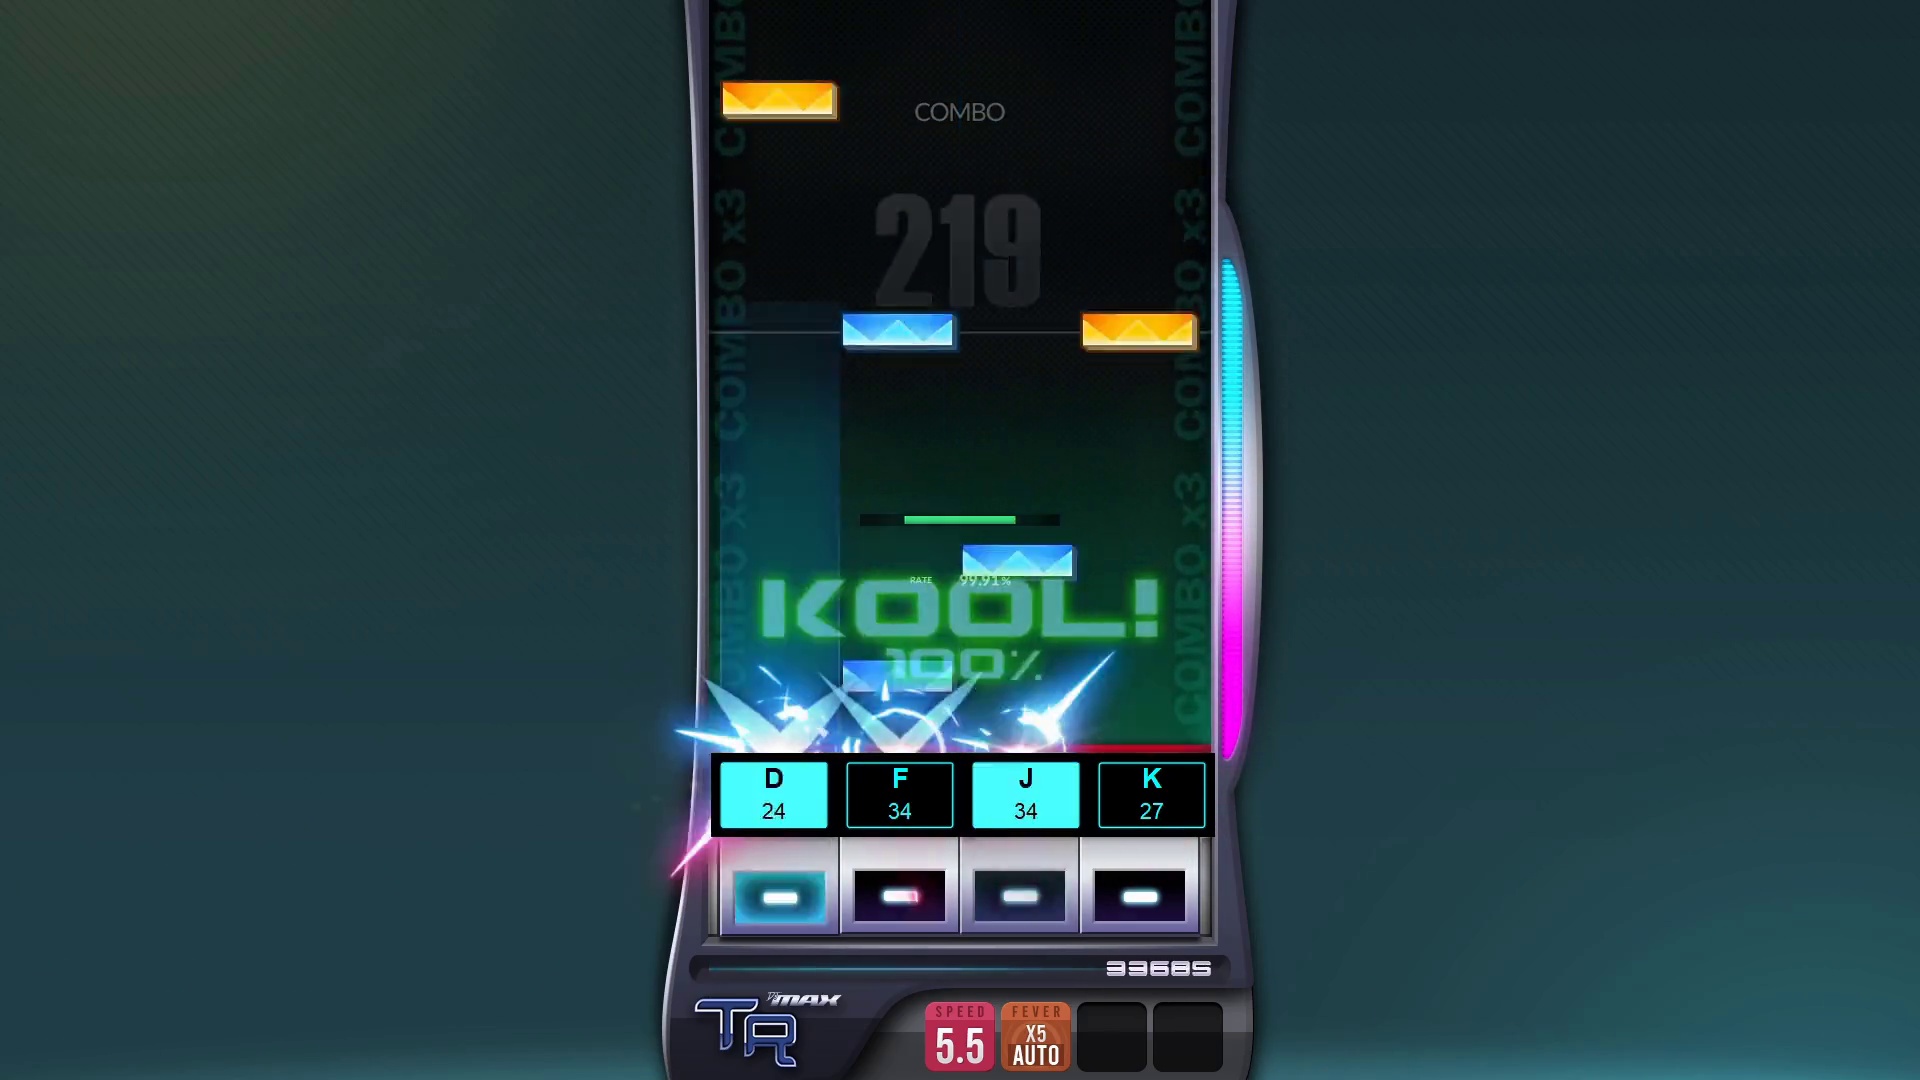 COMBO x3 COMBO x3 COMBO
COMBO x3 COMBO x3 COMBO
COMBO
219
RATE 99.91%
KOOL!
100%
D F J K
24 34 34 27
33685
DJMAX
TR
SPEED FEVER
5.5 X5
AUTO